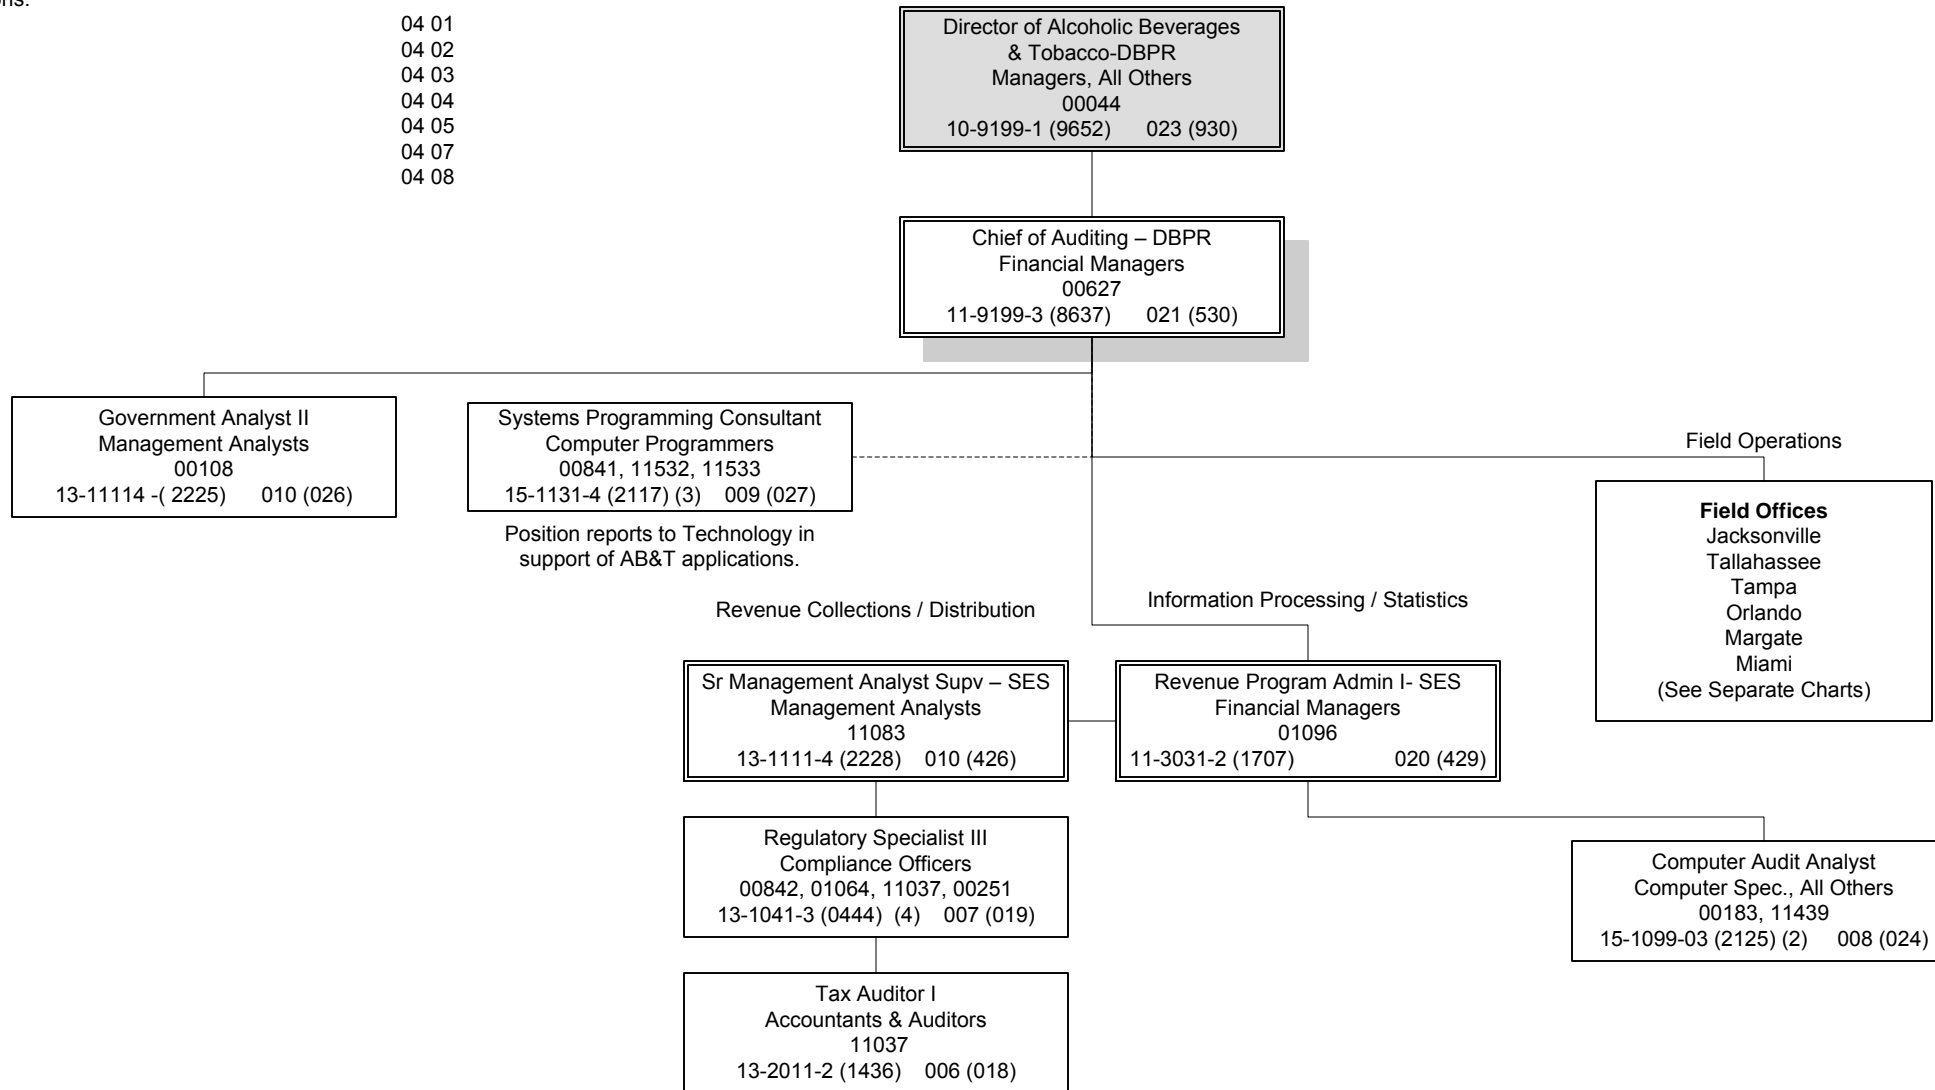 04 01
04 02
04 03
04 04
04 05
04 07
04 08
Director of Alcoholic Beverages
& Tobacco-DBPR
Managers, All Others
00044
10-9199-1 (9652) 023 (930)
Chief of Auditing – DBPR
Financial Managers
00627
11-9199-3 (8637) 021 (530)
Government Analyst II
Management Analysts
00108
13-11114 -( 2225) 010 (026)
Systems Programming Consultant
Computer Programmers
00841, 11532, 11533
15-1131-4 (2117) (3) 009 (027)
Position reports to Technology in
support of AB&T applications.
Field Operations
Field Offices
Jacksonville
Tallahassee
Tampa
Orlando
Margate
Miami
(See Separate Charts)
Revenue Collections / Distribution
Information Processing / Statistics
Sr Management Analyst Supv – SES
Management Analysts
11083
13-1111-4 (2228) 010 (426)
Revenue Program Admin I- SES
Financial Managers
01096
11-3031-2 (1707) 020 (429)
Regulatory Specialist III
Compliance Officers
00842, 01064, 11037, 00251
13-1041-3 (0444) (4) 007 (019)
Computer Audit Analyst
Computer Spec., All Others
00183, 11439
15-1099-03 (2125) (2) 008 (024)
Tax Auditor I
Accountants & Auditors
11037
13-2011-2 (1436) 006 (018)